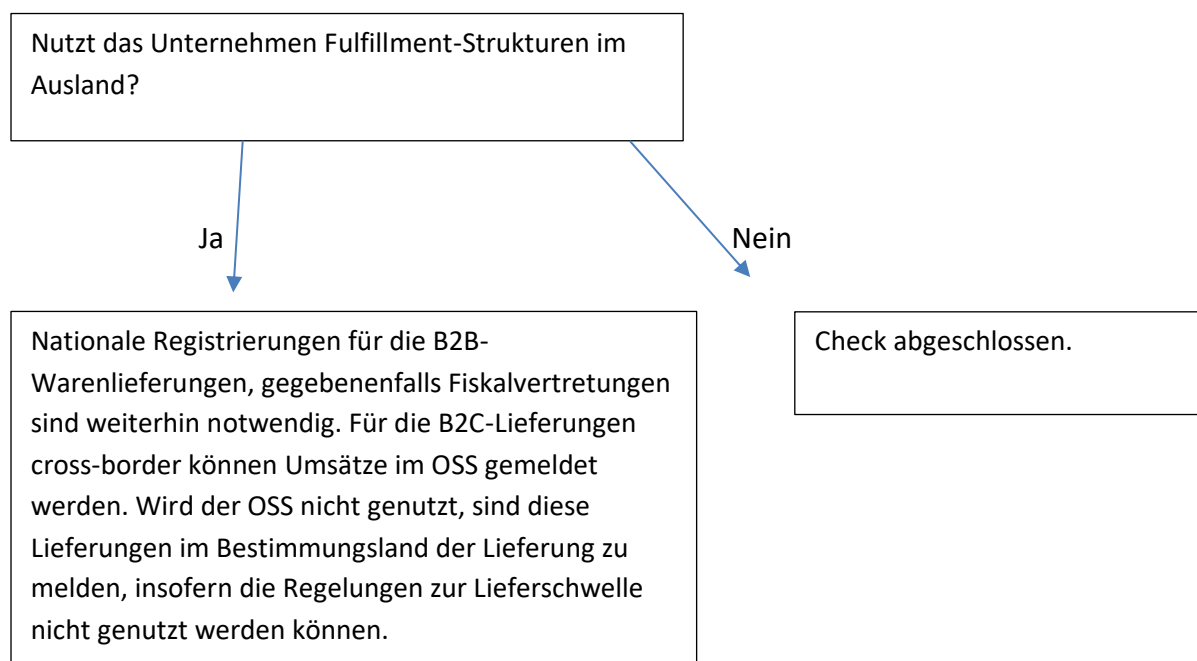 Nutzt das Unternehmen Fulfillment-Strukturen im
Ausland?
Ja
Nein
Nationale Registrierungen für die B2B-
Warenlieferungen, gegebenenfalls Fiskalvertretungen
sind weiterhin notwendig. Für die B2C-Lieferungen
cross-border können Umsätze im OSS gemeldet
werden. Wird der OSS nicht genutzt, sind diese
Lieferungen im Bestimmungsland der Lieferung zu
melden, insofern die Regelungen zur Lieferschwelle
nicht genutzt werden können.
Check abgeschlossen.